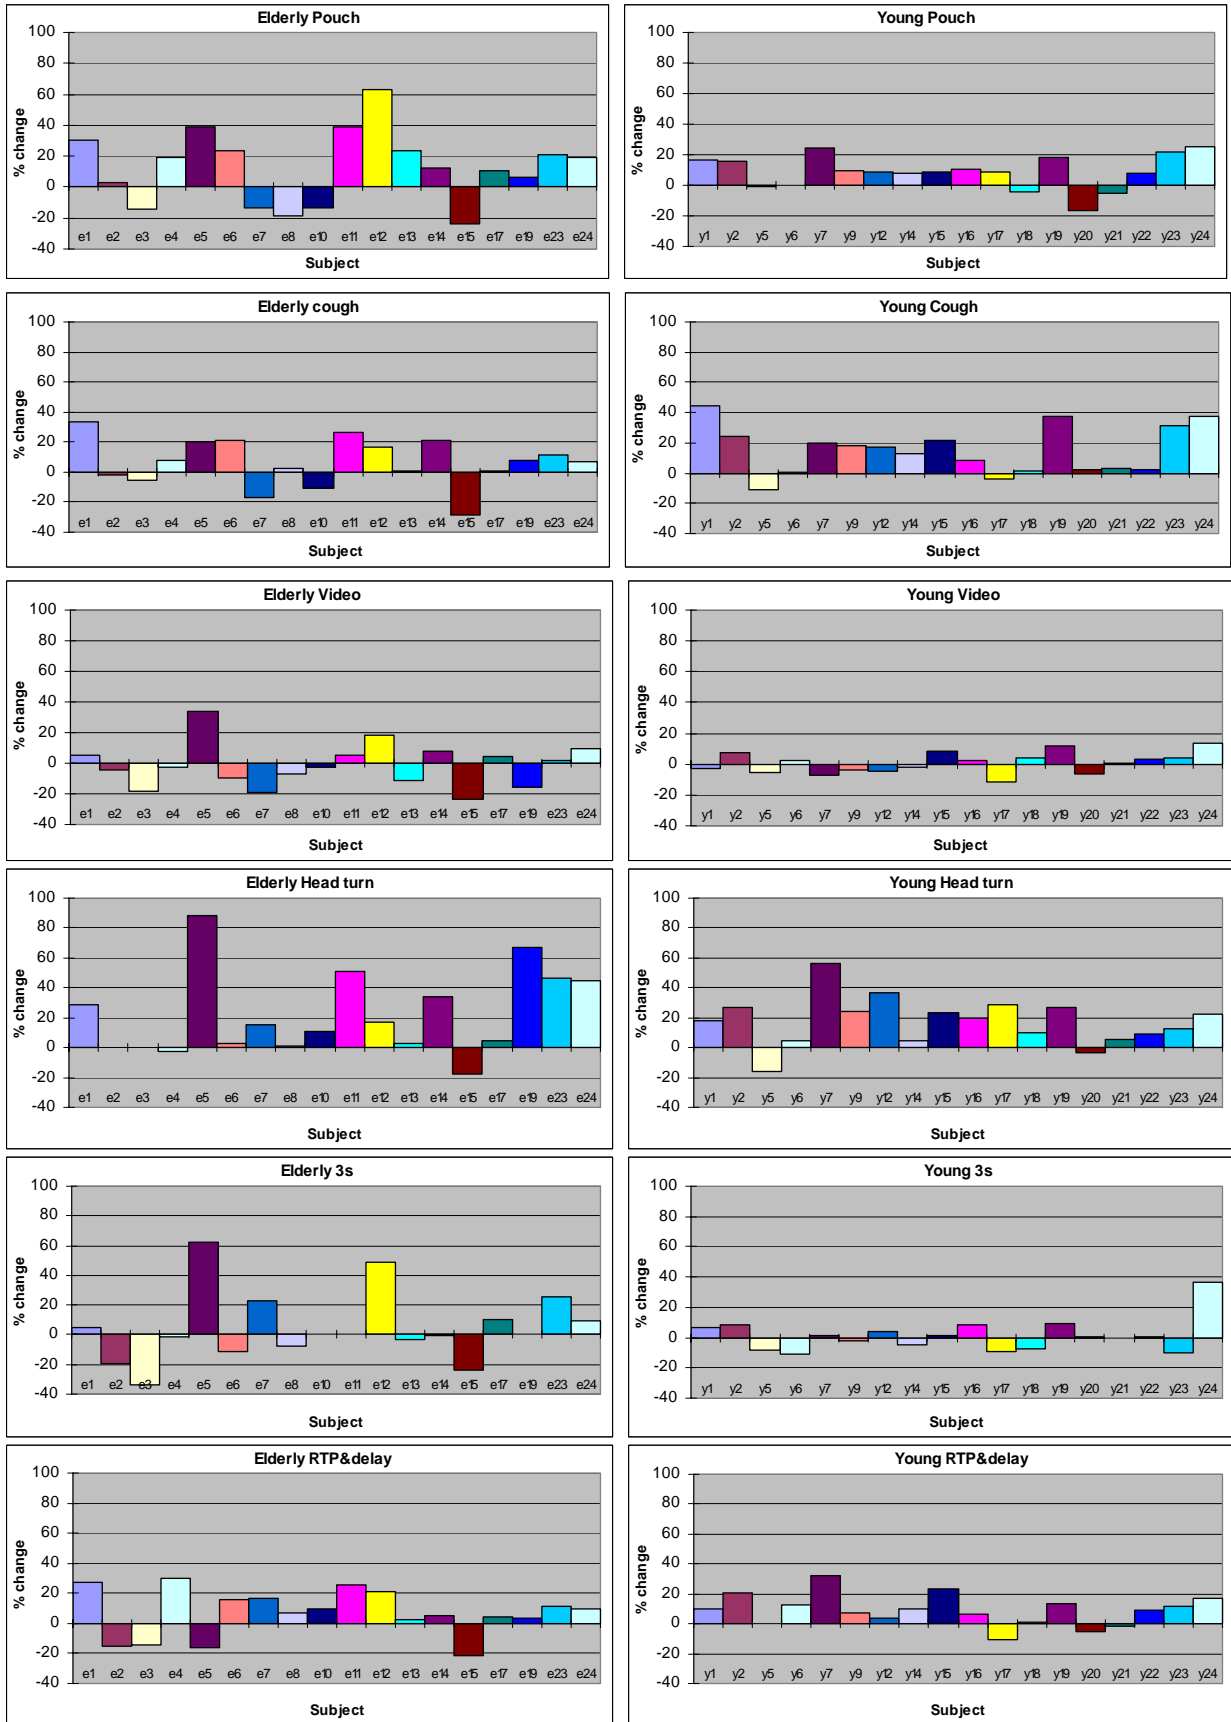 Elderly Pouch
100
80
60
40
20
0
-20
-40
% change
e1 e2 e3 e4 e5 e6 e7 e8 e10 e11 e12 e13 e14 e15 e17 e19 e23 e24
Subject
Young Pouch
100
80
60
40
20
0
-20
-40
% change
y1 y2 y5 y6 y7 y9 y12 y14 y15 y16 y17 y18 y19 y20 y21 y22 y23 y24
Subject
Elderly cough
100
80
60
40
20
0
-20
-40
% change
e1 e2 e3 e4 e5 e6 e7 e8 e10 e11 e12 e13 e14 e15 e17 e19 e23 e24
Subject
Young Cough
100
80
60
40
20
0
-20
-40
% change
y1 y2 y5 y6 y7 y9 y12 y14 y15 y16 y17 y18 y19 y20 y21 y22 y23 y24
Subject
Elderly Video
100
80
60
40
20
0
-20
-40
% change
e1 e2 e3 e4 e5 e6 e7 e8 e10 e11 e12 e13 e14 e15 e17 e19 e23 e24
Subject
Young Video
100
80
60
40
20
0
-20
-40
% change
y1 y2 y5 y6 y7 y9 y12 y14 y15 y16 y17 y18 y19 y20 y21 y22 y23 y24
Subject
Elderly Head turn
100
80
60
40
20
0
-20
-40
% change
e1 e2 e3 e4 e5 e6 e7 e8 e10 e11 e12 e13 e14 e15 e17 e19 e23 e24
Subject
Young Head turn
100
80
60
40
20
0
-20
-40
% change
y1 y2 y5 y6 y7 y9 y12 y14 y15 y16 y17 y18 y19 y20 y21 y22 y23 y24
Subject
Elderly 3s
100
80
60
40
20
0
-20
-40
% change
e1 e2 e3 e4 e5 e6 e7 e8 e10 e11 e12 e13 e14 e15 e17 e19 e23 e24
Subject
Young 3s
100
80
60
40
20
0
-20
-40
% change
y1 y2 y5 y6 y7 y9 y12 y14 y15 y16 y17 y18 y19 y20 y21 y22 y23 y24
Subject
Elderly RTP&delay
100
80
60
40
20
0
-20
-40
% change
e1 e2 e3 e4 e5 e6 e7 e8 e10 e11 e12 e13 e14 e15 e17 e19 e23 e24
Subject
Young RTP&delay
100
80
60
40
20
0
-20
-40
% change
y1 y2 y5 y6 y7 y9 y12 y14 y15 y16 y17 y18 y19 y20 y21 y22 y23 y24
Subject